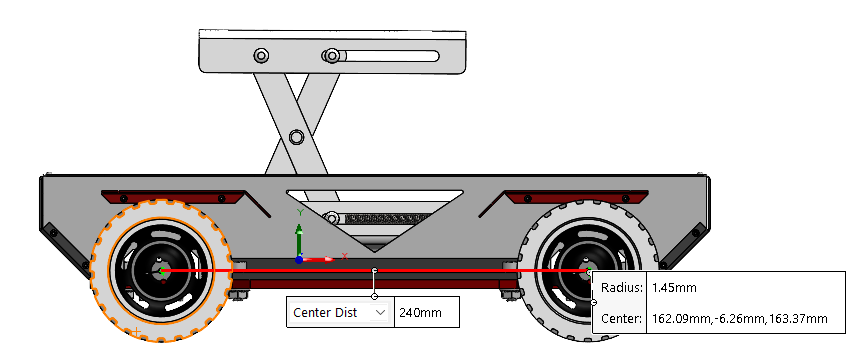 Y
X
Center Dist 240mm
Radius: 1.45mm
Center: 162.09mm,-6.26mm,163.37mm